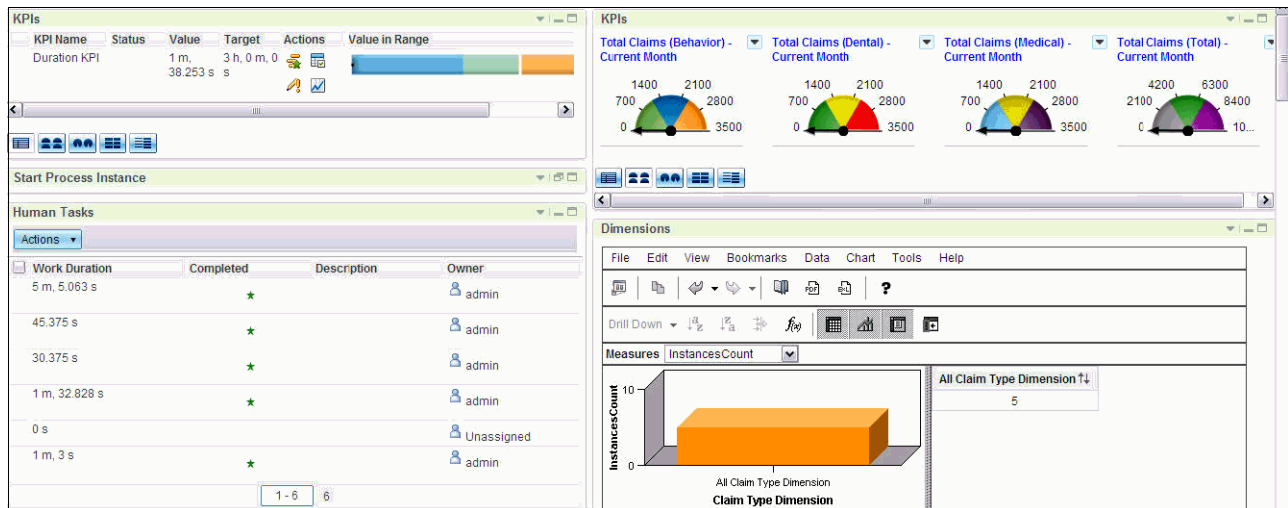 KPIs
KPI Name Status Value Target Actions Value in Range
Duration KPI 1 m, 3 h, 0 m, 0
38.253 s s
Start Process Instance
Human Tasks
Actions
Work Duration Completed Description Owner
5 m, 5.063 s admin
45.375 s admin
30.375 s admin
1 m, 32.828 s admin
0 s Unassigned
1 m, 3 s admin
1 - 6 6
KPIs
Total Claims (Behavior) -
Current Month
0 700 1400 2100 2800 3500
Total Claims (Dental) -
Current Month
0 700 1400 2100 2800 3500
Total Claims (Medical) -
Current Month
0 700 1400 2100 2800 3500
Total Claims (Total) -
Current Month
0 2100 4200 6300 8400 10...
Dimensions
File Edit View Bookmarks Data Chart Tools Help
PDF EXL ?
Drill Down a z z a f(x)
Measures InstancesCount
InstancesCount
10
0
All Claim Type Dimension
Claim Type Dimension
All Claim Type Dimension
5